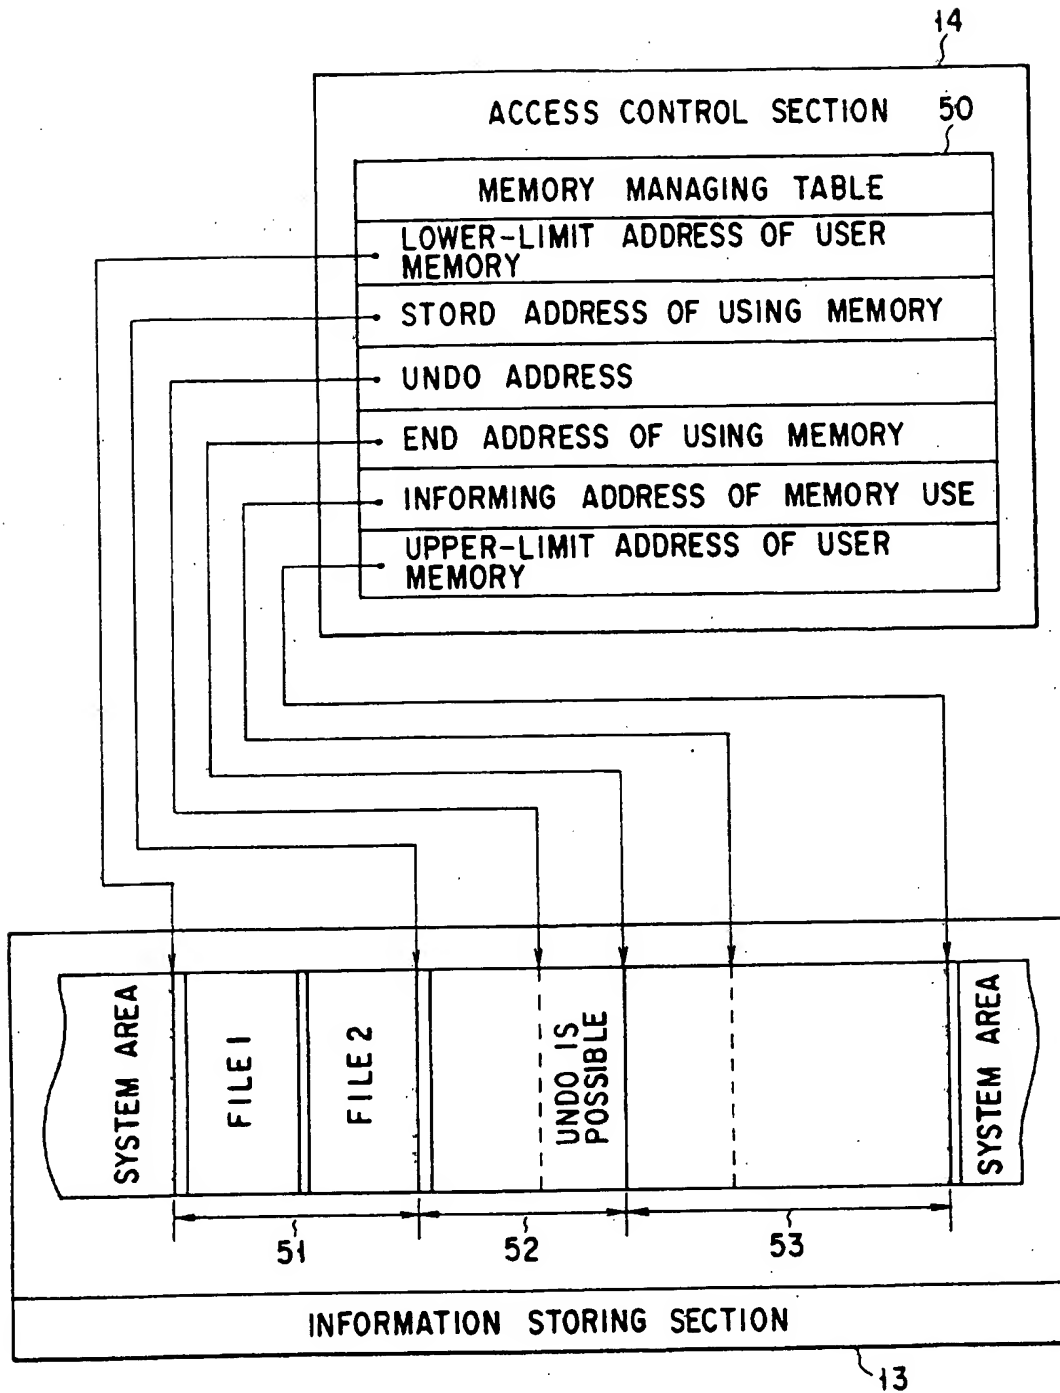 14
ACCESS CONTROL SECTION 50
MEMORY MANAGING TABLE
LOWER-LIMIT ADDRESS OF USER
MEMORY
STORD ADDRESS OF USING MEMORY
UNDO ADDRESS
END ADDRESS OF USING MEMORY
INFORMING ADDRESS OF MEMORY USE
UPPER-LIMIT ADDRESS OF USER
MEMORY
SYSTEM AREA
FILE 1
FILE 2
UNDO IS
POSSIBLE
SYSTEM AREA
51
52
53
INFORMATION STORING SECTION
13